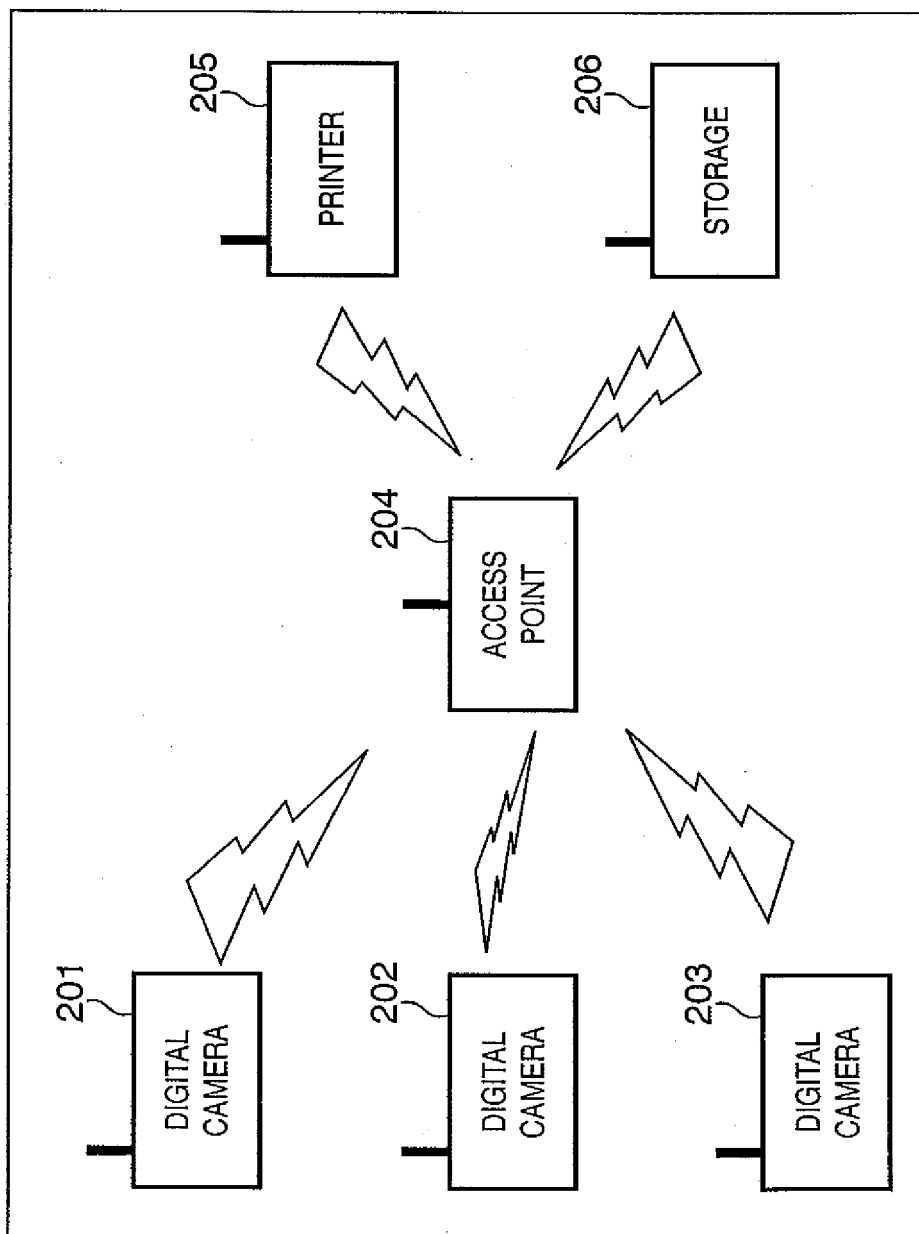 201
DIGITAL
CAMERA
202
DIGITAL
CAMERA
203
DIGITAL
CAMERA
204
ACCESS
POINT
205
PRINTER
206
STORAGE